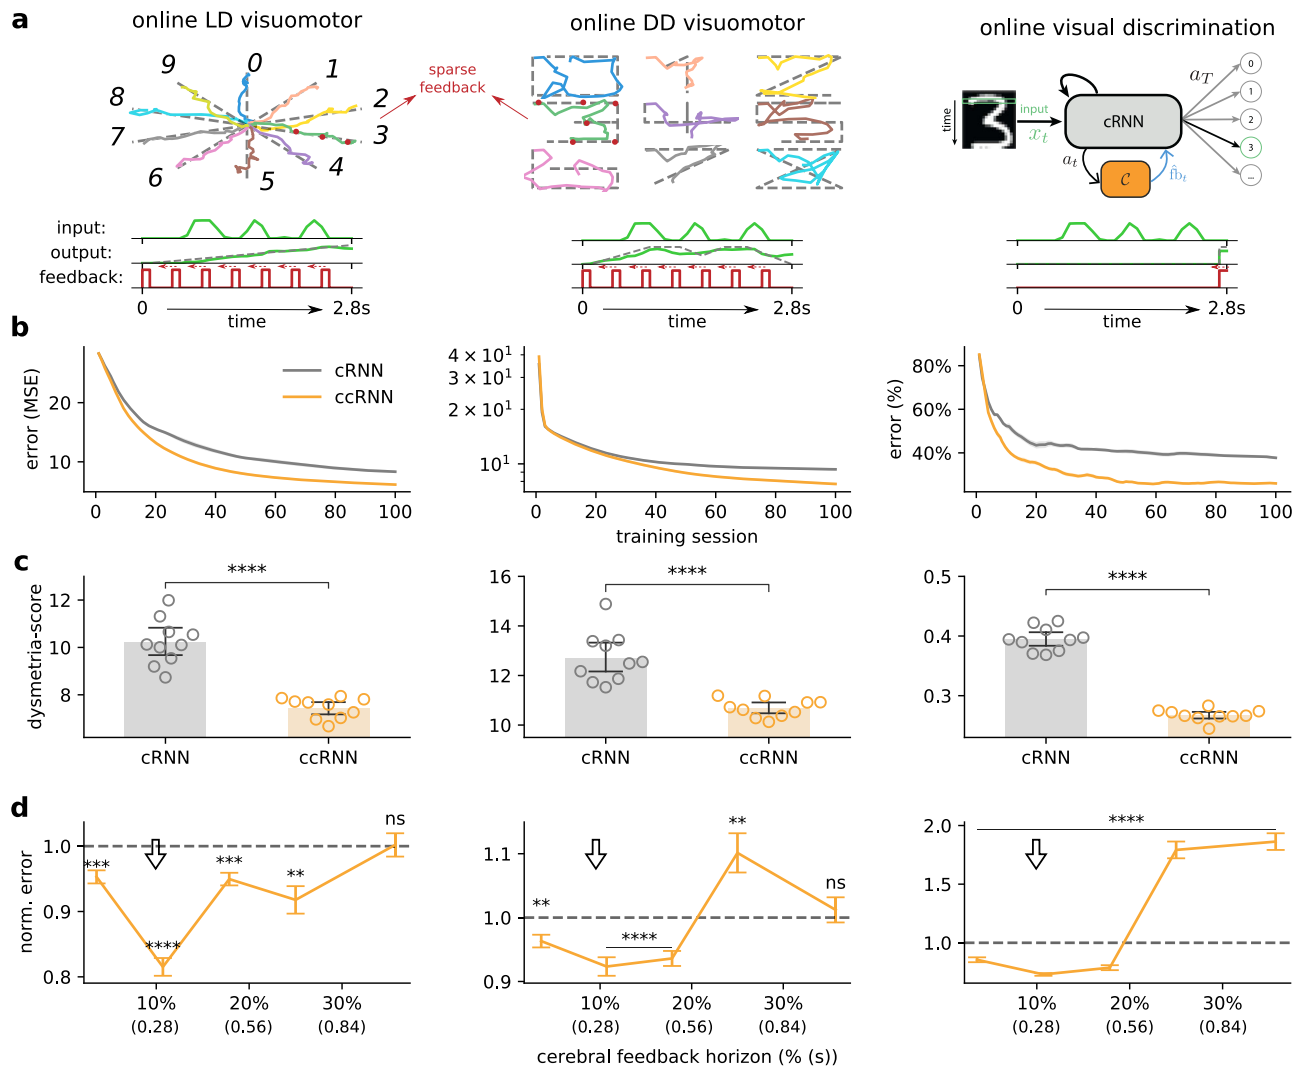 a
online LD visuomotor
online DD visuomotor
online visual discrimination
9
0
1
8
2
7
3
6
5
4
sparse
feedback
time
input
x_t
cRNN
a_T
a_t
C
f̂b_t
0
1
2
3
...
input:
output:
feedback:
0
time
2.8s
0
time
2.8s
0
time
2.8s
b
error (MSE)
20
10
cRNN
ccRNN
0 20 40 60 80 100
4 × 10¹
3 × 10¹
2 × 10¹
10¹
0 20 40 60 80 100
training session
error (%)
80%
60%
40%
0 20 40 60 80 100
c
dysmetria-score
12
10
8
****
cRNN ccRNN
16
14
12
10
****
cRNN ccRNN
0.5
0.4
0.3
****
cRNN ccRNN
d
norm. error
1.0
0.9
0.8
***
****
***
**
ns
10% 20% 30%
(0.28) (0.56) (0.84)
1.1
1.0
0.9
**
****
**
ns
10% 20% 30%
(0.28) (0.56) (0.84)
cerebral feedback horizon (% (s))
2.0
1.5
1.0
****
10% 20% 30%
(0.28) (0.56) (0.84)